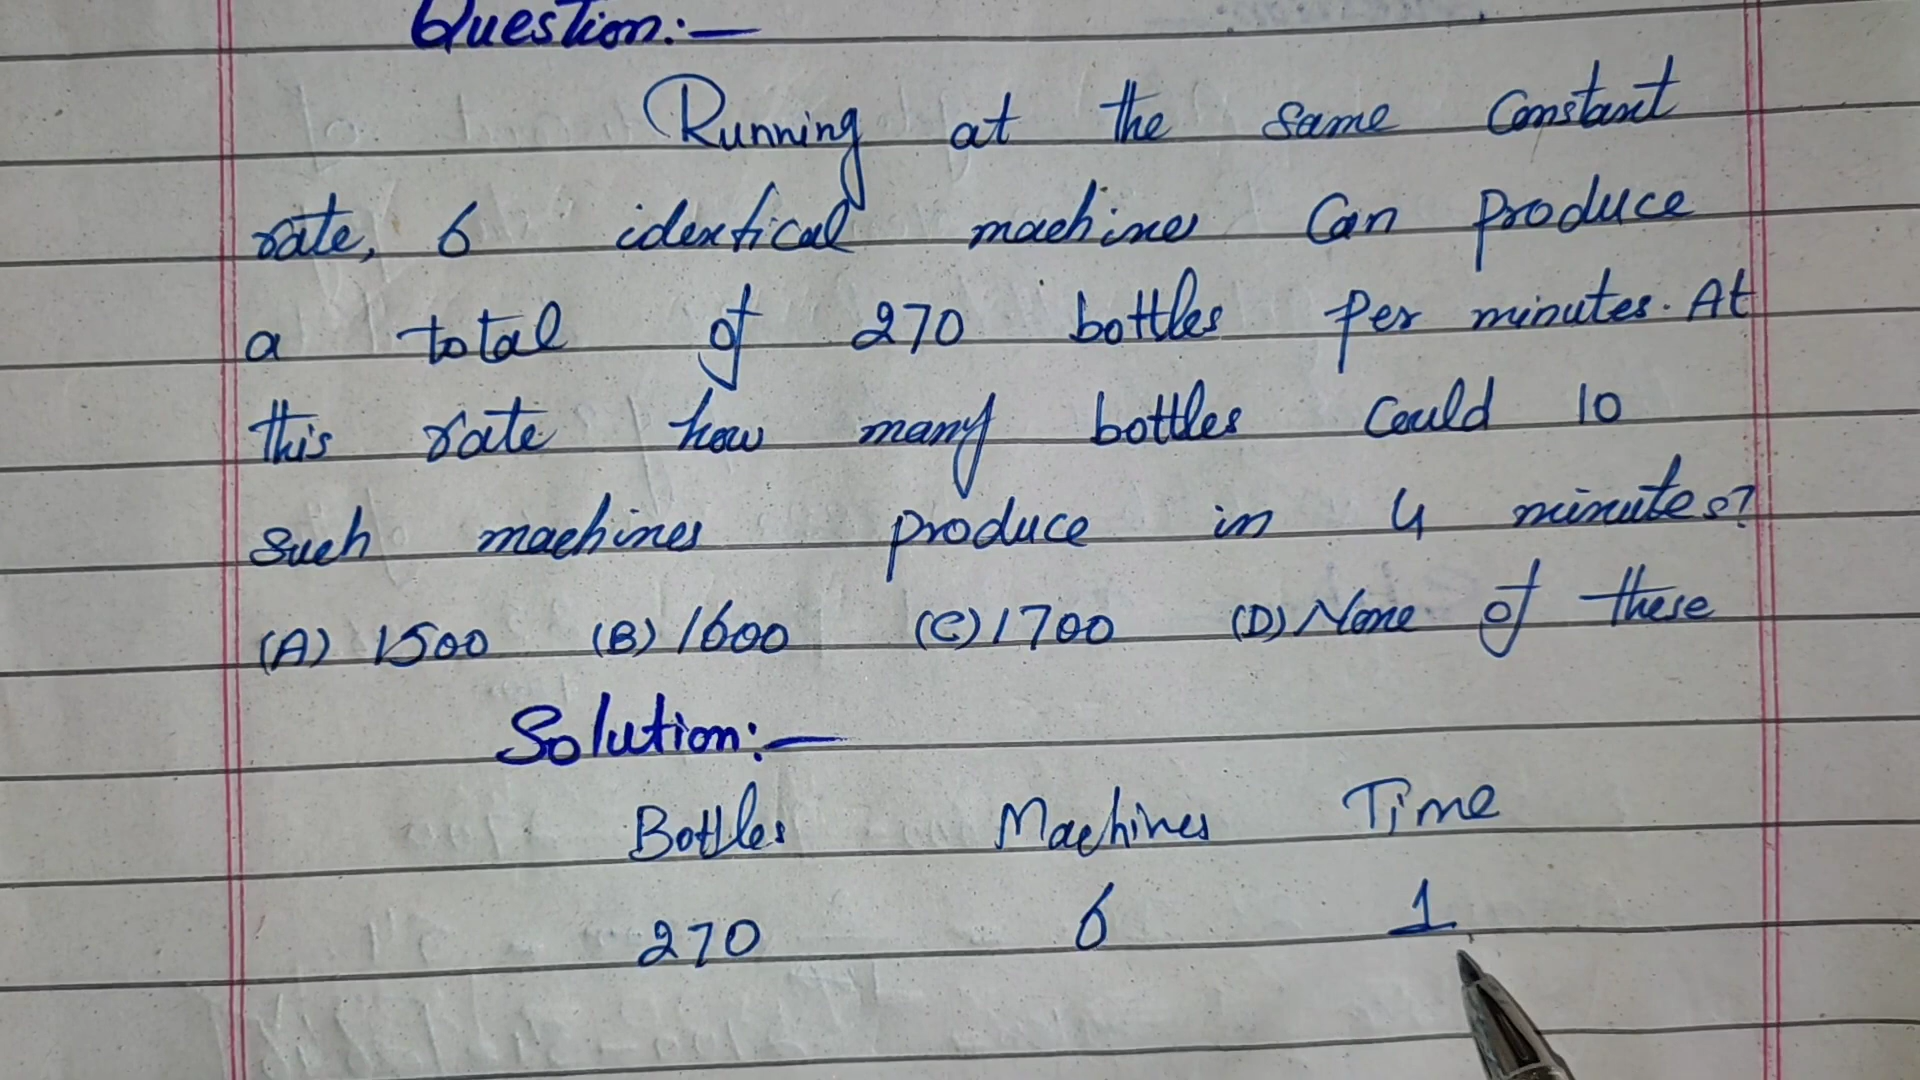 Question:-
Running at the same Constant
rate, 6 identical machines Can produce
a total of 270 bottles per minutes. At
this rate how many bottles Could 10
such machines produce in 4 minutes?
(A) 1500 (B) 1600 (C) 1700 (D) None of these
Solution:-
Bottles Machines Time
270 6 1